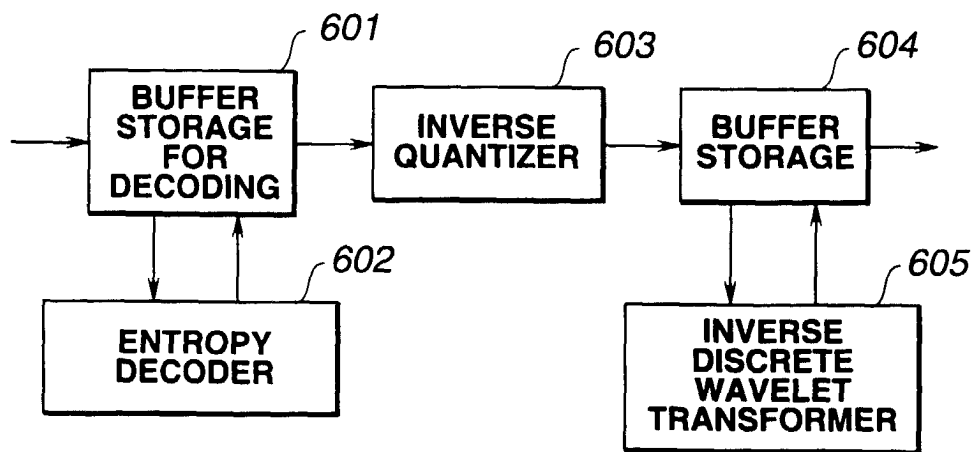 601
BUFFER
STORAGE
FOR
DECODING
603
INVERSE
QUANTIZER
604
BUFFER
STORAGE
602
ENTROPY
DECODER
605
INVERSE
DISCRETE
WAVELET
TRANSFORMER